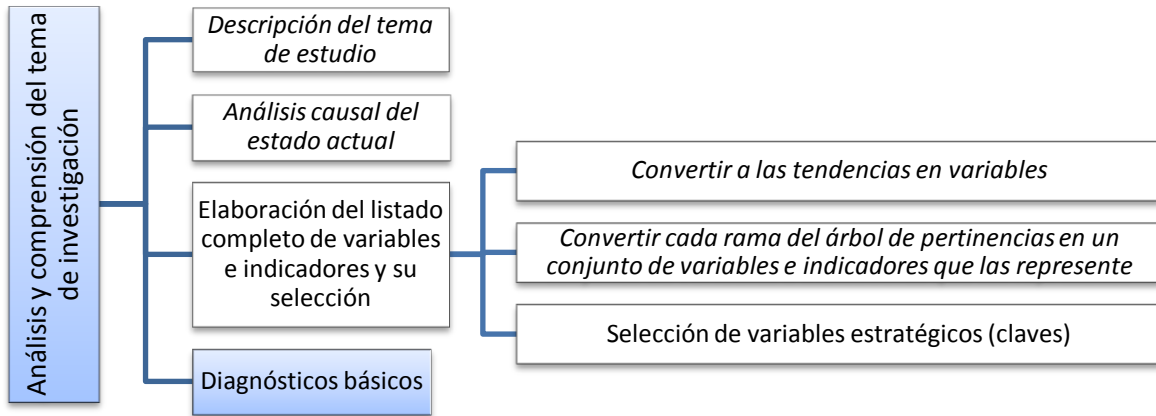 Análisis y comprensión del tema
de investigación
Descripción del tema
de estudio
Análisis causal del
estado actual
Elaboración del listado
completo de variables
e indicadores y su
selección
Diagnósticos básicos
Convertir a las tendencias en variables
Convertir cada rama del árbol de pertinencias en un
conjunto de variables e indicadores que las represente
Selección de variables estratégicos (claves)